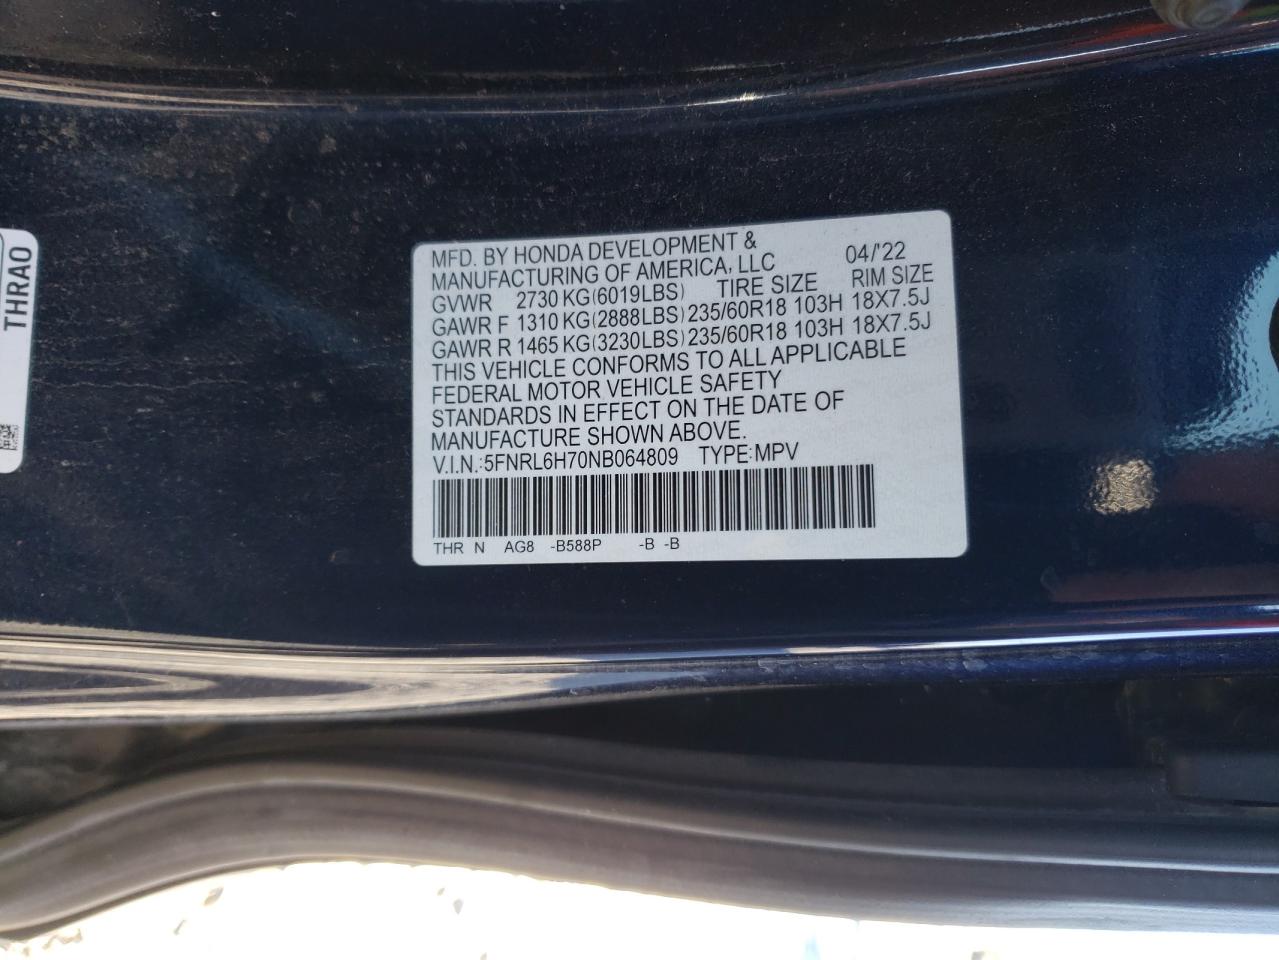 MFD. BY HONDA DEVELOPMENT &
MANUFACTURING OF AMERICA, LLC 04/'22
GVWR 2730 KG(6019LBS) TIRE SIZE RIM SIZE
GAWR F 1310 KG(2888LBS) 235/60R18 103H 18X7.5J
GAWR R 1465 KG(3230LBS) 235/60R18 103H 18X7.5J
THIS VEHICLE CONFORMS TO ALL APPLICABLE
FEDERAL MOTOR VEHICLE SAFETY
STANDARDS IN EFFECT ON THE DATE OF
MANUFACTURE SHOWN ABOVE.
V.I.N.:5FNRL6H70NB064809 TYPE:MPV
THR N AG8 -B588P -B -B
THRAO